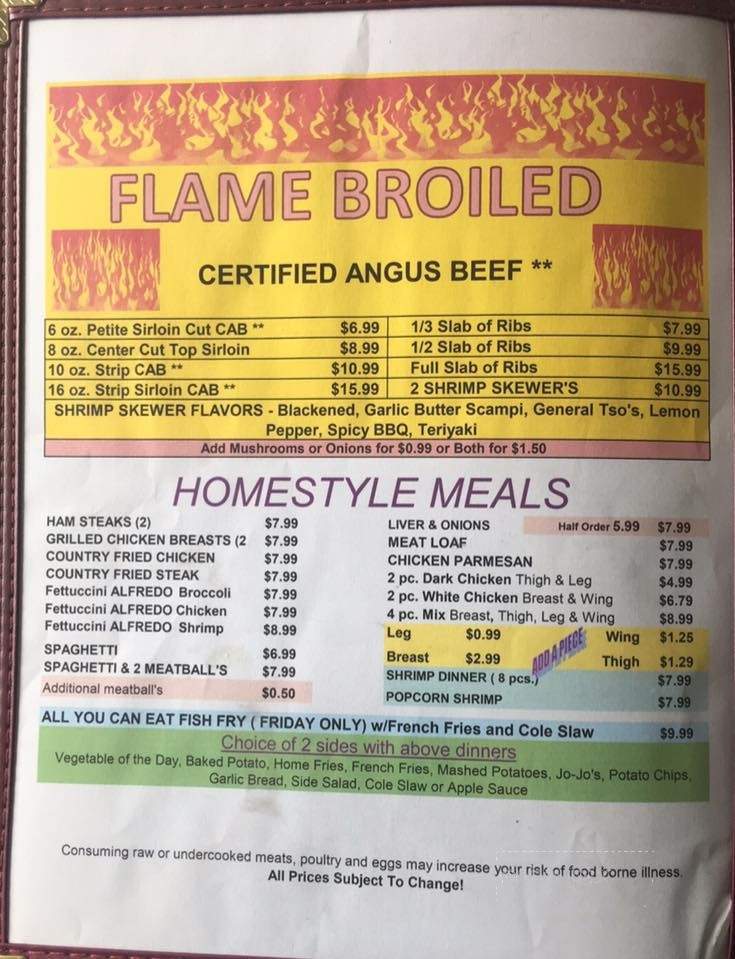 FLAME BROILED
CERTIFIED ANGUS BEEF **
6 oz. Petite Sirloin Cut CAB ** $6.99 1/3 Slab of Ribs $7.99
8 oz. Center Cut Top Sirloin $8.99 1/2 Slab of Ribs $9.99
10 oz. Strip CAB ** $10.99 Full Slab of Ribs $15.99
16 oz. Strip Sirloin CAB ** $15.99 2 SHRIMP SKEWER'S $10.99
SHRIMP SKEWER FLAVORS - Blackened, Garlic Butter Scampi, General Tso's, Lemon
Pepper, Spicy BBQ, Teriyaki
Add Mushrooms or Onions for $0.99 or Both for $1.50
HOMESTYLE MEALS
HAM STEAKS (2) $7.99
GRILLED CHICKEN BREASTS (2 $7.99
COUNTRY FRIED CHICKEN $7.99
COUNTRY FRIED STEAK $7.99
Fettuccini ALFREDO Broccoli $7.99
Fettuccini ALFREDO Chicken $7.99
Fettuccini ALFREDO Shrimp $8.99
SPAGHETTI $6.99
SPAGHETTI & 2 MEATBALL'S $7.99
Additional meatball's $0.50
LIVER & ONIONS Half Order 5.99 $7.99
MEAT LOAF $7.99
CHICKEN PARMESAN $7.99
2 pc. Dark Chicken Thigh & Leg $4.99
2 pc. White Chicken Breast & Wing $6.79
4 pc. Mix Breast, Thigh, Leg & Wing $8.99
Leg $0.99 Wing $1.25
ADD A PIECE
Breast $2.99 Thigh $1.29
SHRIMP DINNER ( 8 pcs.) $7.99
POPCORN SHRIMP $7.99
ALL YOU CAN EAT FISH FRY ( FRIDAY ONLY) w/French Fries and Cole Slaw $9.99
Choice of 2 sides with above dinners
Vegetable of the Day, Baked Potato, Home Fries, French Fries, Mashed Potatoes, Jo-Jo's, Potato Chips,
Garlic Bread, Side Salad, Cole Slaw or Apple Sauce
Consuming raw or undercooked meats, poultry and eggs may increase your risk of food borne illness.
All Prices Subject To Change!